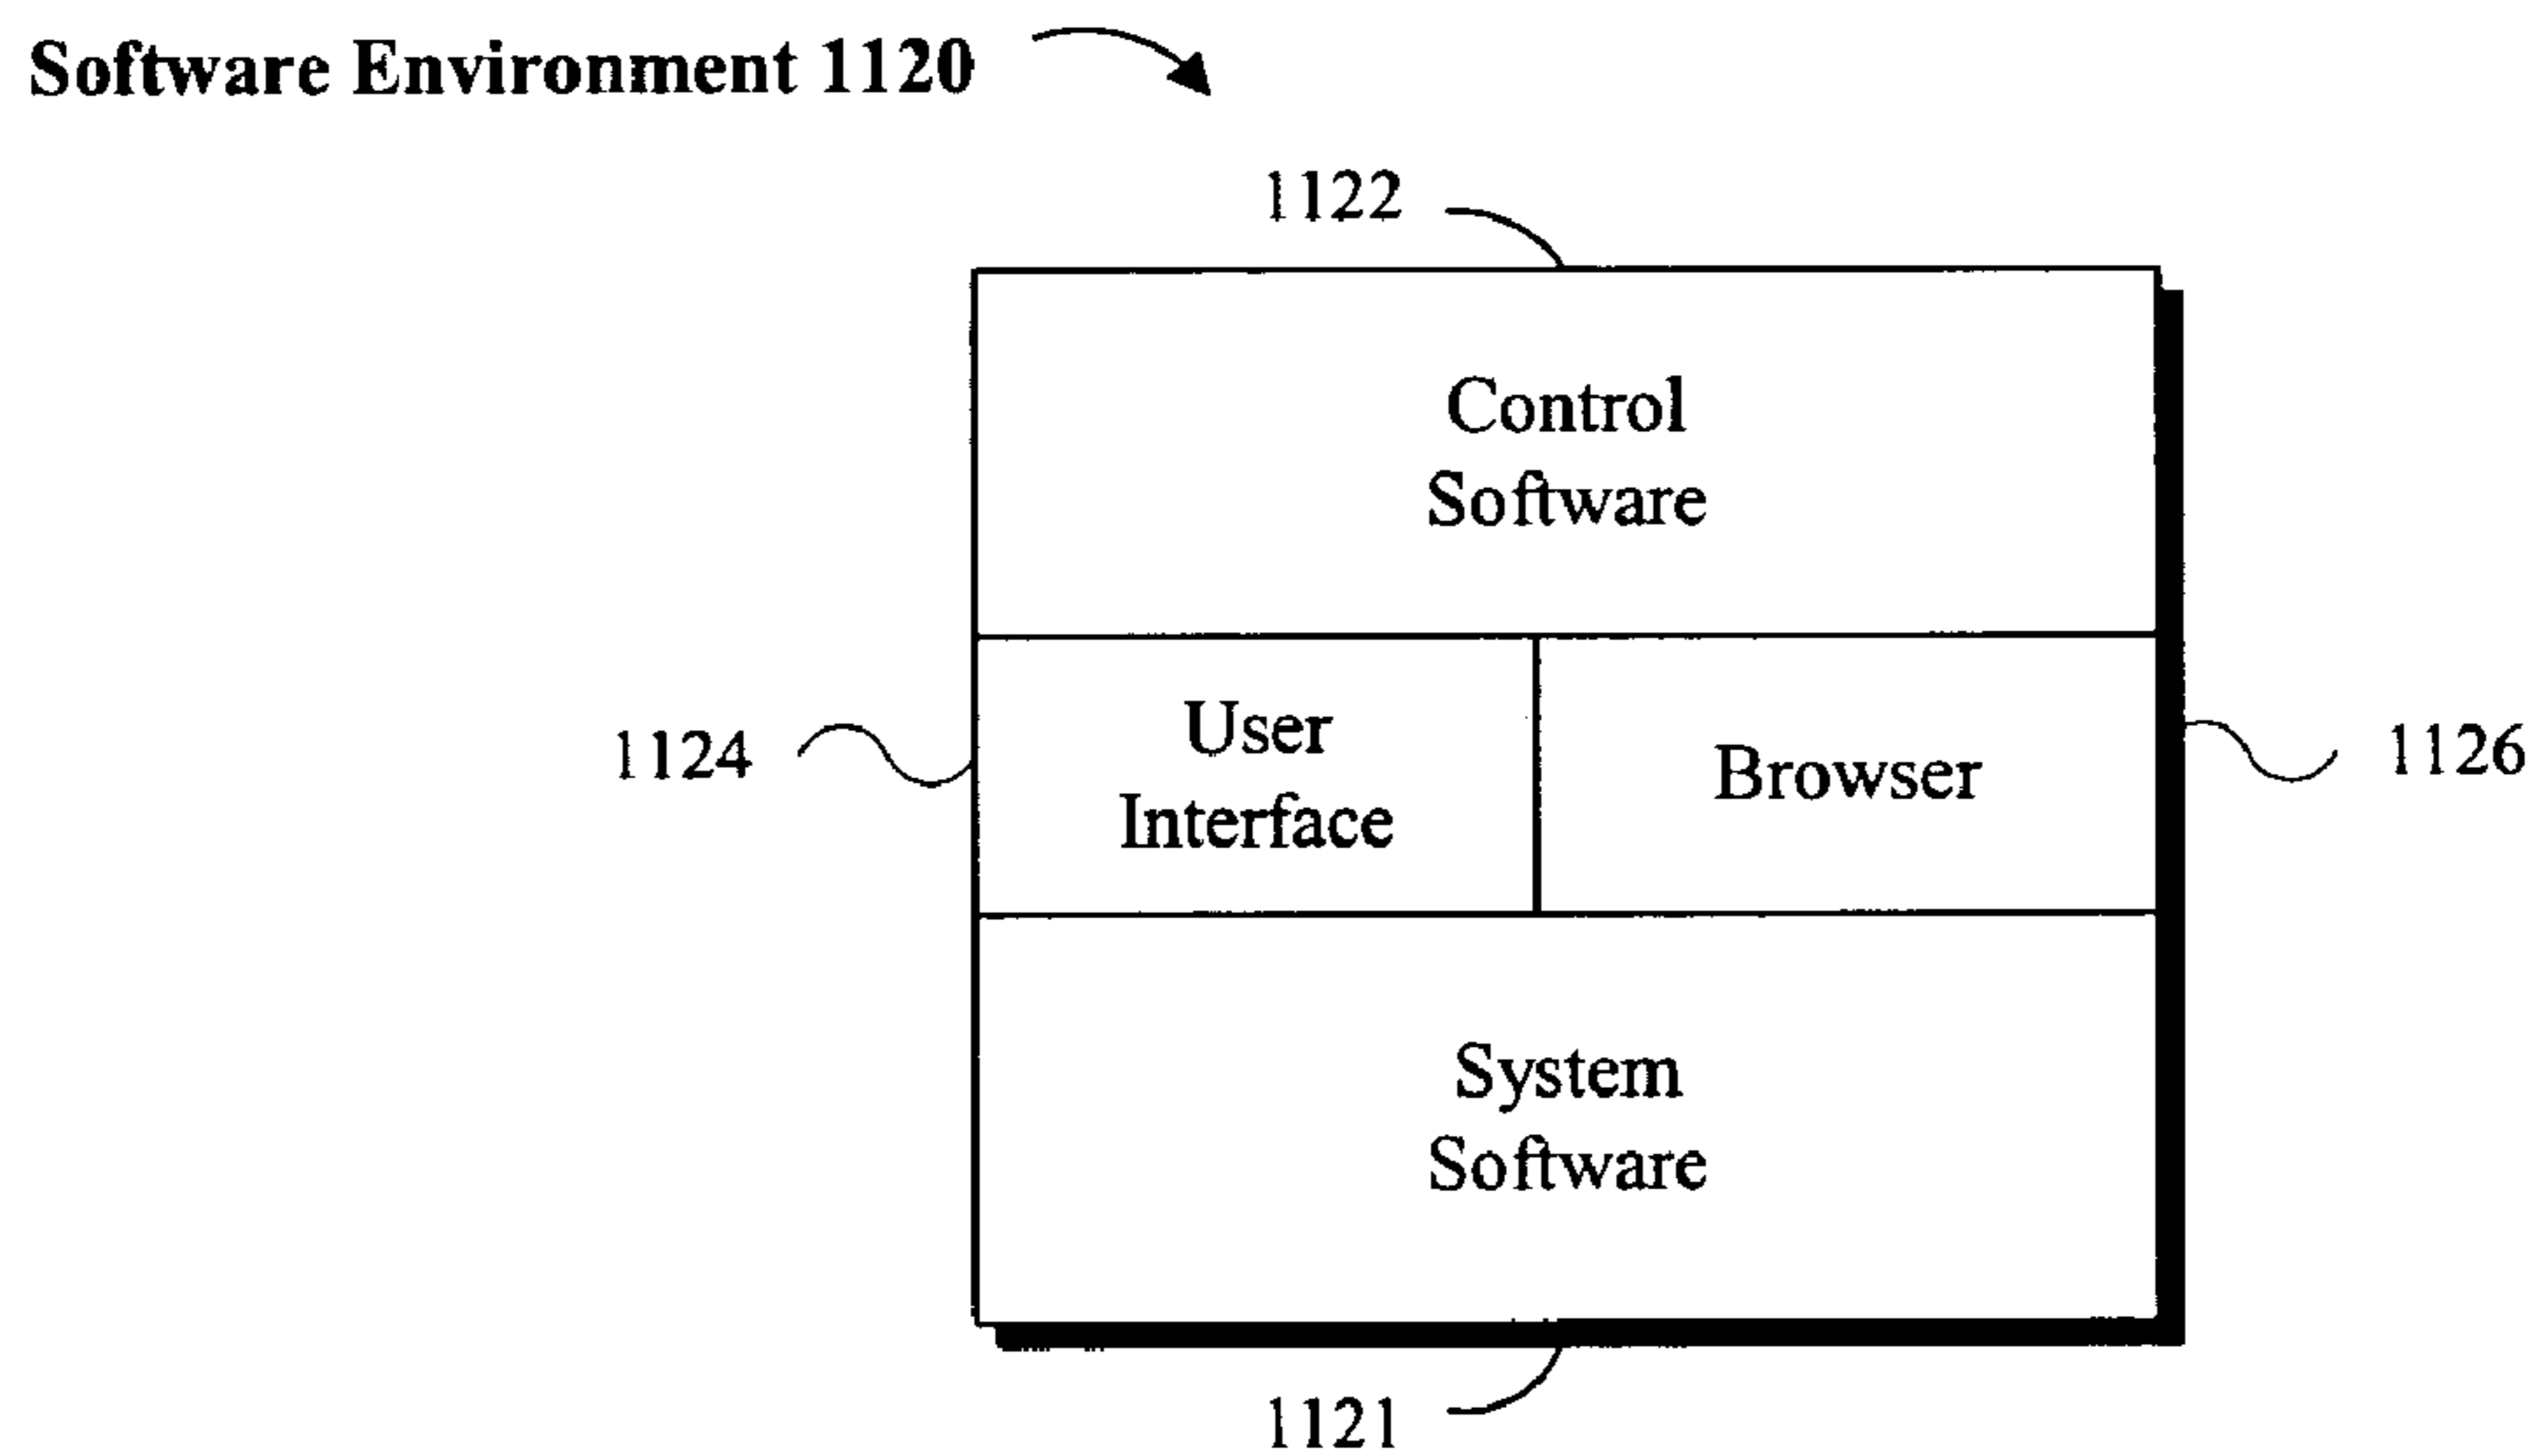 Software Environment 1120
1122
Control
Software
1124
User
Interface
Browser
1126
System
Software
1121